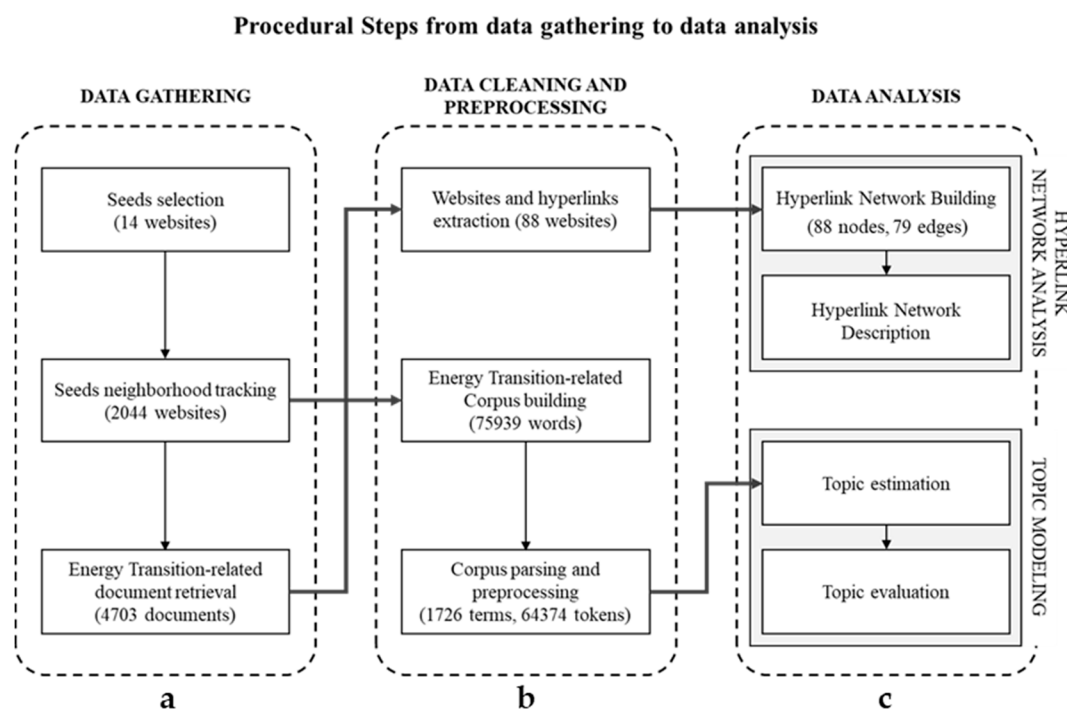 Procedural Steps from data gathering to data analysis
DATA GATHERING
Seeds selection
(14 websites)
Seeds neighborhood tracking
(2044 websites)
Energy Transition-related
document retrieval
(4703 documents)
a
DATA CLEANING AND
PREPROCESSING
Websites and hyperlinks
extraction (88 websites)
Energy Transition-related
Corpus building
(75939 words)
Corpus parsing and
preprocessing
(1726 terms, 64374 tokens)
b
DATA ANALYSIS
Hyperlink Network Building
(88 nodes, 79 edges)
Hyperlink Network
Description
HYPERLINK
NETWORK ANALYSIS
Topic estimation
Topic evaluation
TOPIC MODELING
c